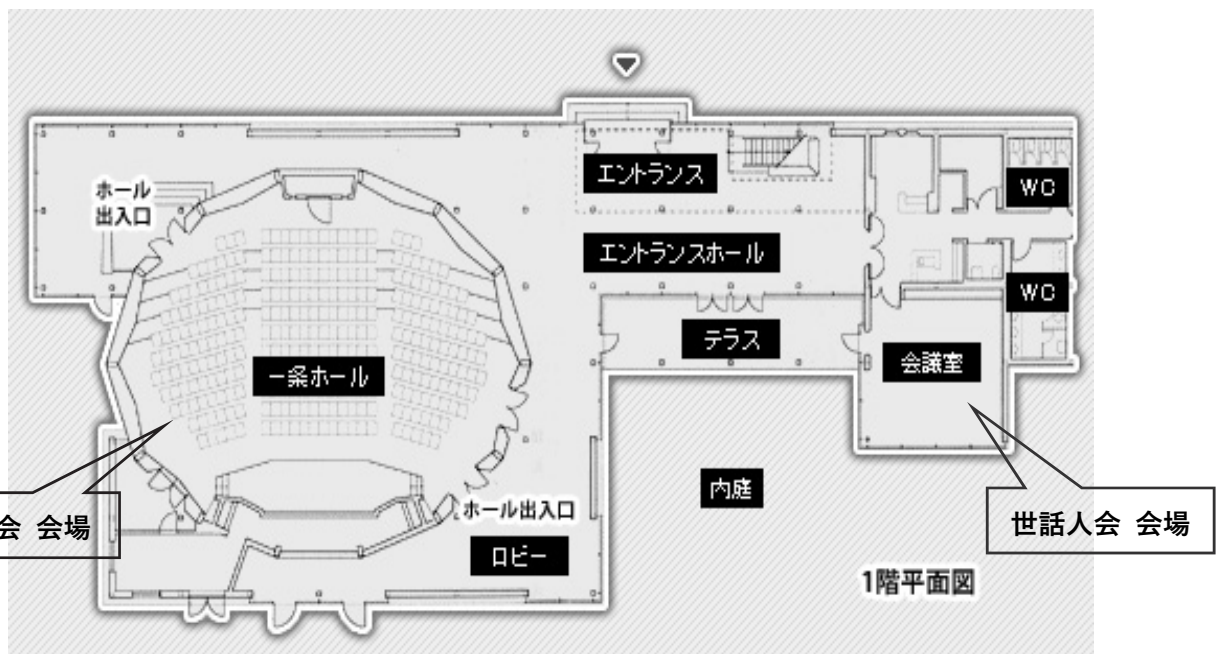 エントランス
WC
ホール
出入口
エントランスホール
WC
テラス
会議室
一条ホール
内庭
会 会場
ホール出入口
世話人会 会場
ロビー
1階平面図